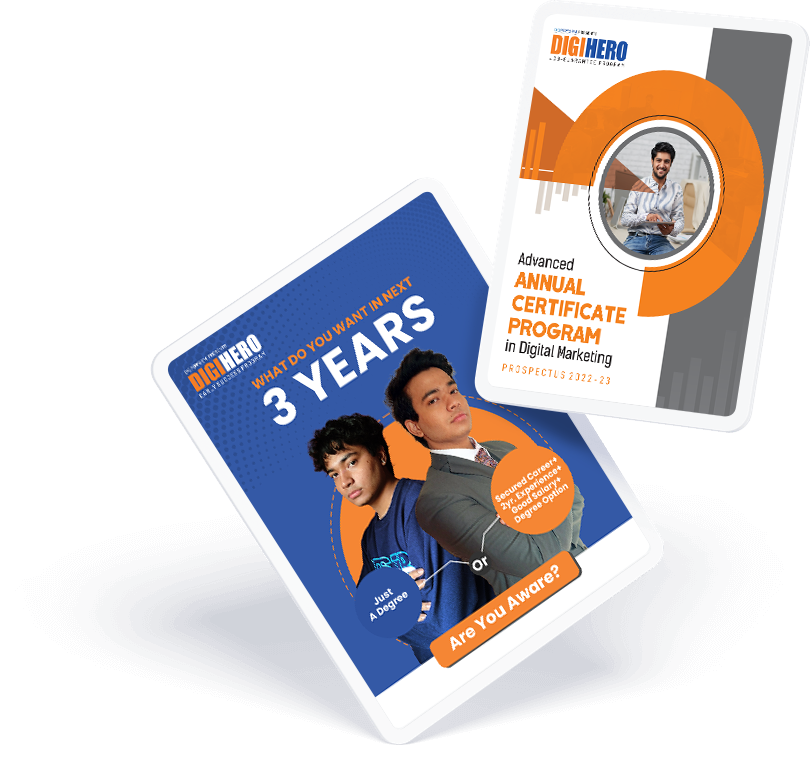 DIGIHERO
WHAT DO YOU WANT IN NEXT
3 YEARS
Secured Career+
2yr. Experience+
Good Salary+
Degree Option
Or
Just
A Degree
Are You Aware?
DIGIHERO
Advanced
ANNUAL
CERTIFICATE
PROGRAM
in Digital Marketing
PROSPECTUS 2022-23